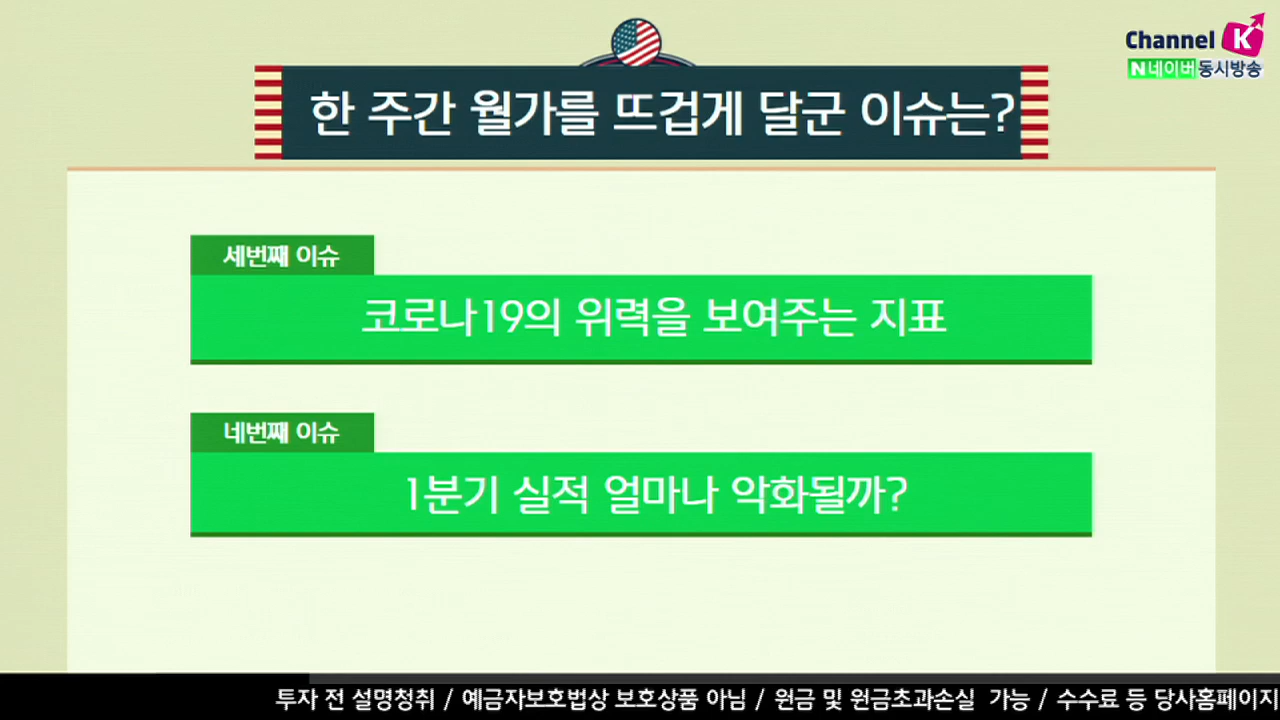 Channel K
N네이버 동시방송
한 주간 월가를 뜨겁게 달군 이슈는?
세번째 이슈
코로나19의 위력을 보여주는 지표
네번째 이슈
1분기 실적 얼마나 악화될까?
투자 전 설명청취 / 예금자보호법상 보호상품 아님 / 원금 및 원금초과손실 가능 / 수수료 등 당사홈페이지